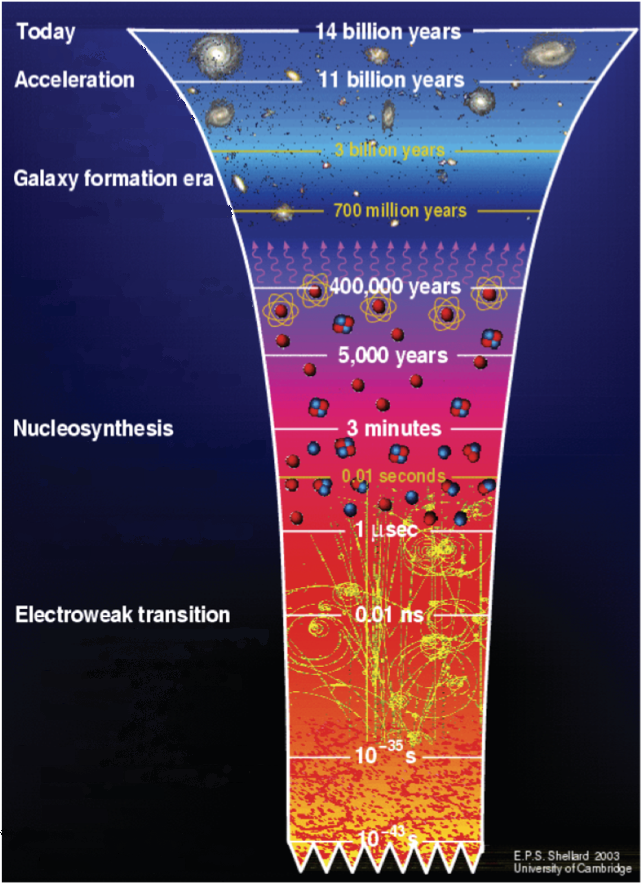 Today
14 billion years
Acceleration
11 billion years
3 billion years
Galaxy formation era
700 million years
400,000 years
5,000 years
Nucleosynthesis
3 minutes
0.01 seconds
1 μsec
Electroweak transition
0.01 ns
10⁻³⁵ s
10⁻⁴³ s
E.P.S. Shellard 2003
University of Cambridge